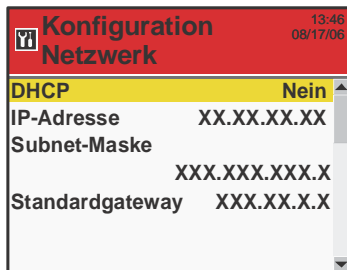 Konfiguration
Netzwerk
13:46
08/17/06
DHCP Nein
IP-Adresse XX.XX.XX.XX
Subnet-Maske
XXX.XXX.XXX.X
Standardgateway XXX.XX.X.X